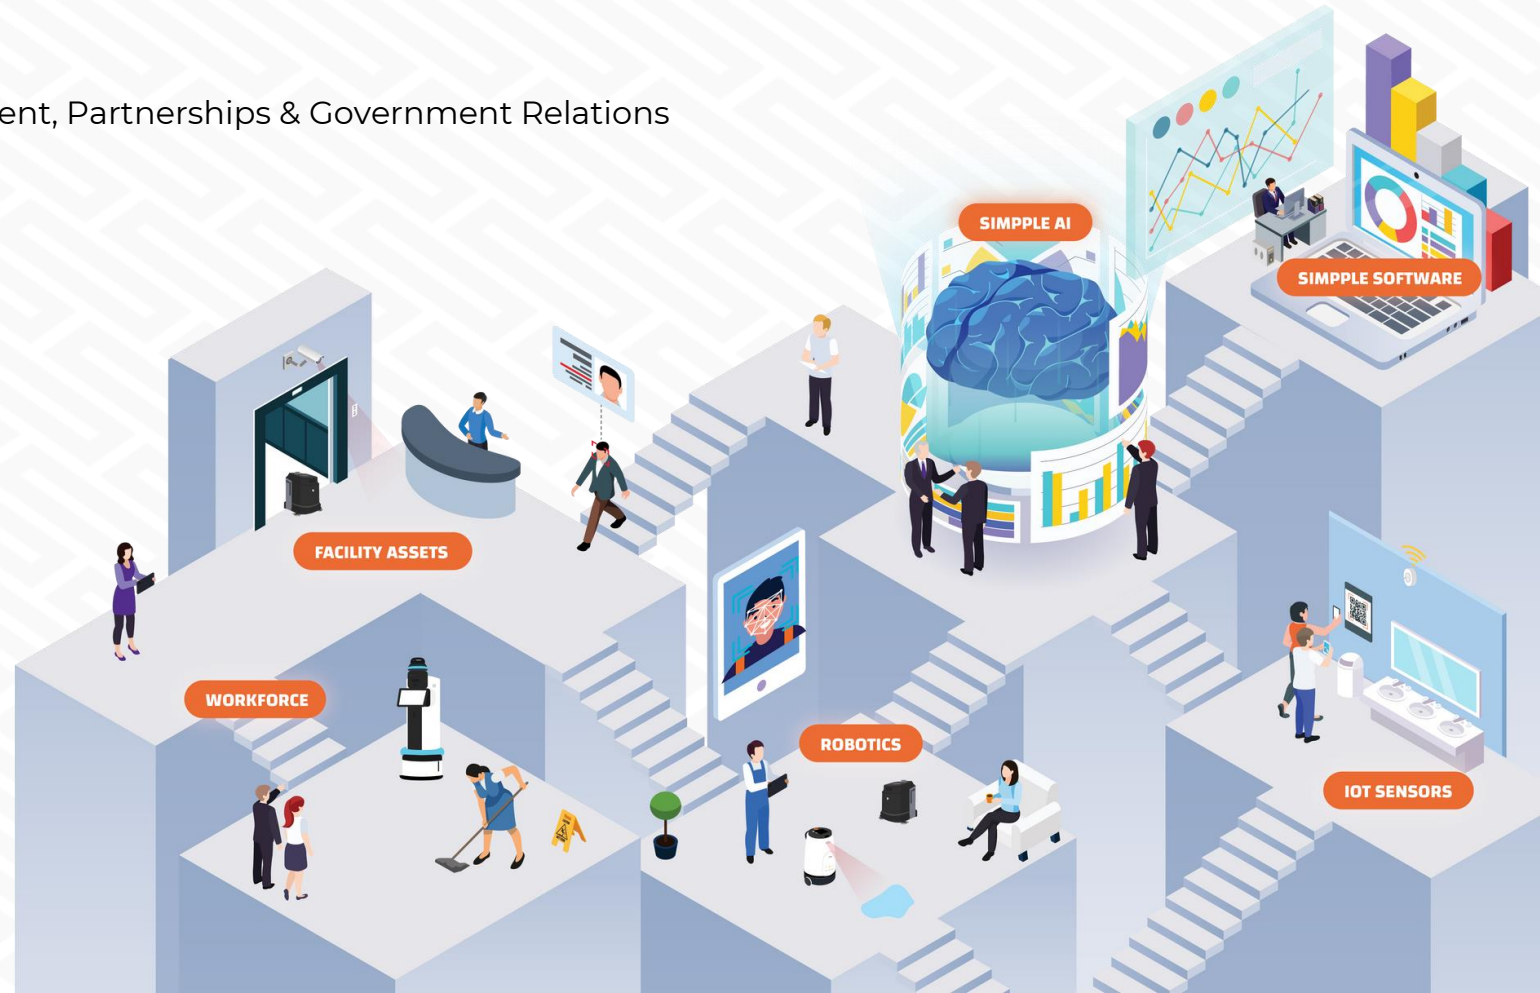 ent, Partnerships & Government Relations
SIMPPLE AI
SIMPPLE SOFTWARE
FACILITY ASSETS
WORKFORCE
ROBOTICS
IOT SENSORS